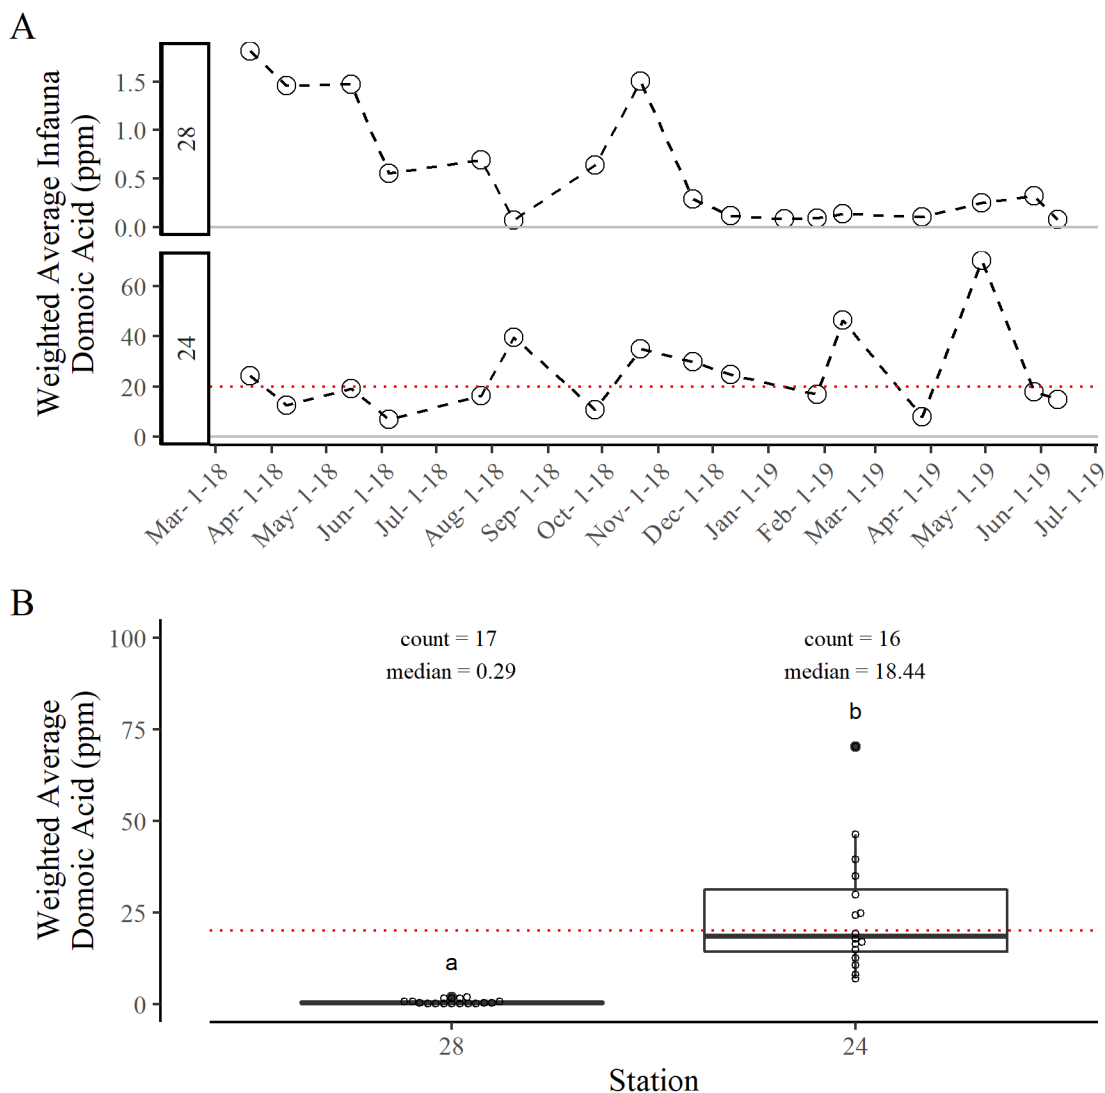 A
Weighted Average Infauna
Domoic Acid (ppm)
28
1.5
1.0
0.5
0.0
24
60
40
20
0
Mar- 1-18
Apr- 1-18
May- 1-18
Jun- 1-18
Jul- 1-18
Aug- 1-18
Sep- 1-18
Oct- 1-18
Nov- 1-18
Dec- 1-18
Jan- 1-19
Feb- 1-19
Mar- 1-19
Apr- 1-19
May- 1-19
Jun- 1-19
Jul- 1-19
B
Weighted Average
Domoic Acid (ppm)
100
75
50
25
0
count = 17
median = 0.29
count = 16
median = 18.44
b
a
28
24
Station